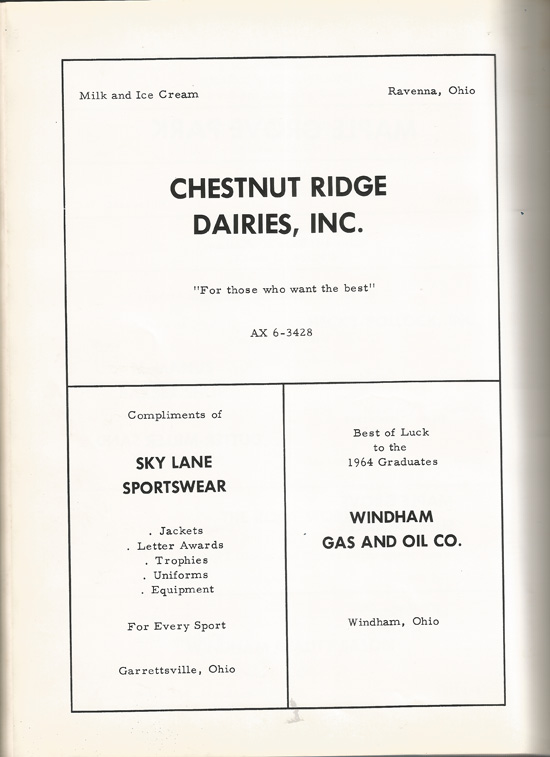 Milk and Ice Cream
Ravenna, Ohio
CHESTNUT RIDGE
DAIRIES, INC.
"For those who want the best"
AX 6-3428
Compliments of
SKY LANE
SPORTSWEAR
. Jackets
. Letter Awards
. Trophies
. Uniforms
. Equipment
For Every Sport
Garrettsville, Ohio
Best of Luck
to the
1964 Graduates
WINDHAM
GAS AND OIL CO.
Windham, Ohio